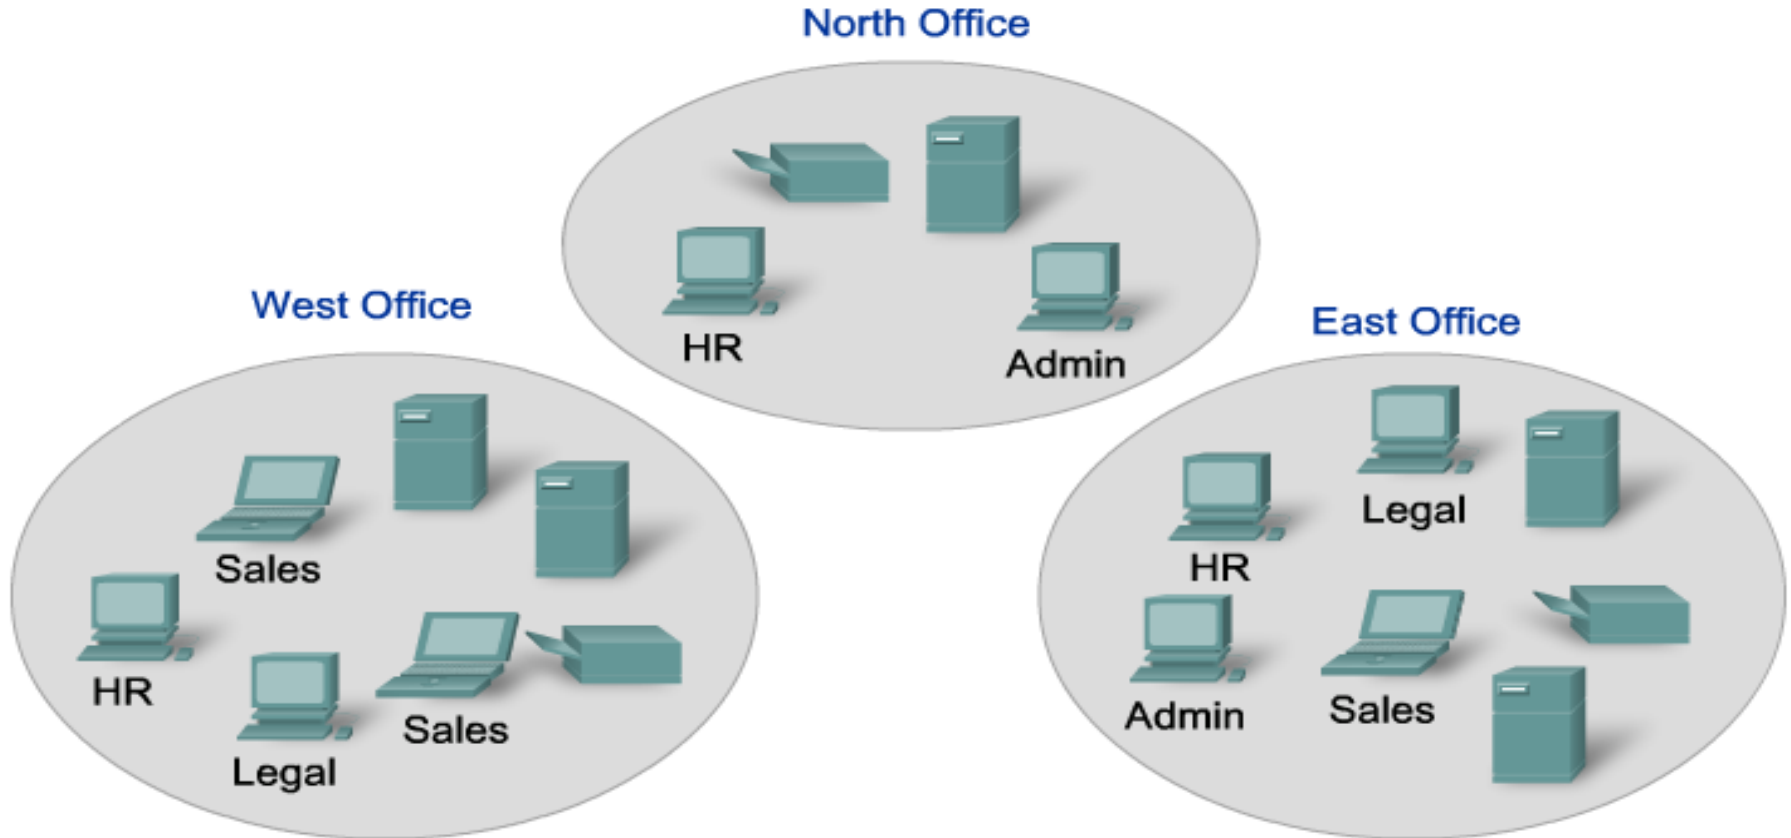 North Office
HR
Admin
West Office
Sales
HR
Legal
Sales
East Office
Legal
HR
Admin
Sales